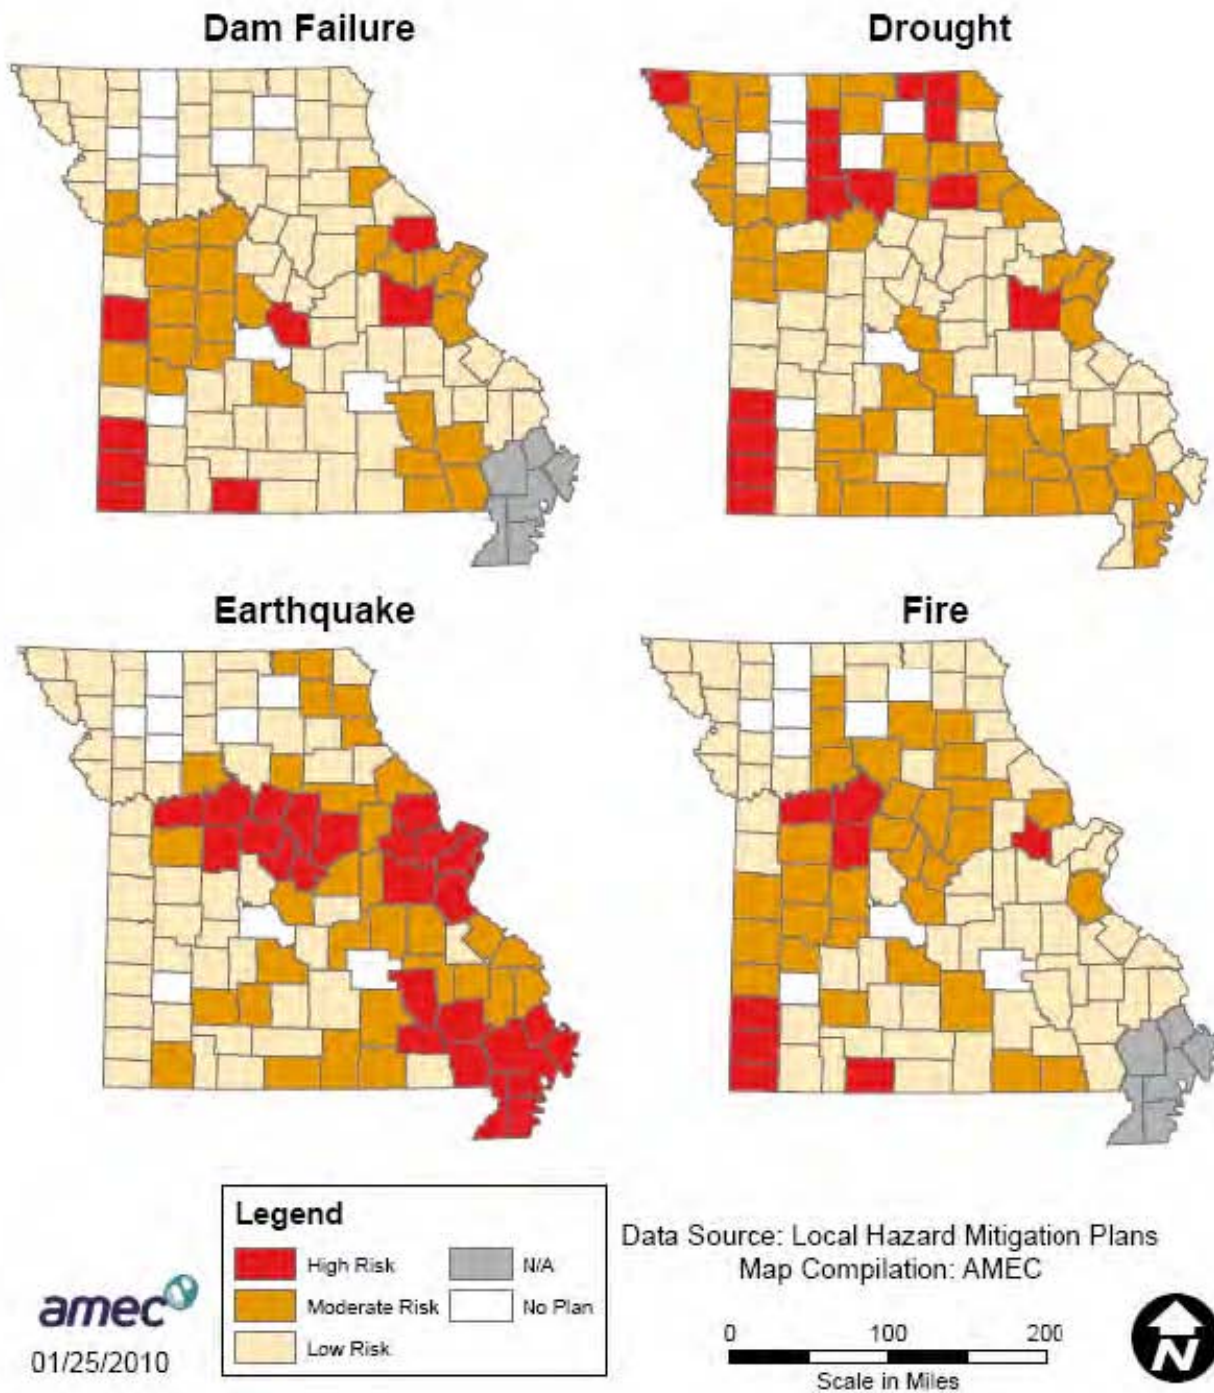 Dam Failure
Drought
Earthquake
Fire
Legend
High Risk
N/A
Moderate Risk
No Plan
Low Risk
amec
01/25/2010
Data Source: Local Hazard Mitigation Plans
Map Compilation: AMEC
0 100 200
Scale in Miles
N